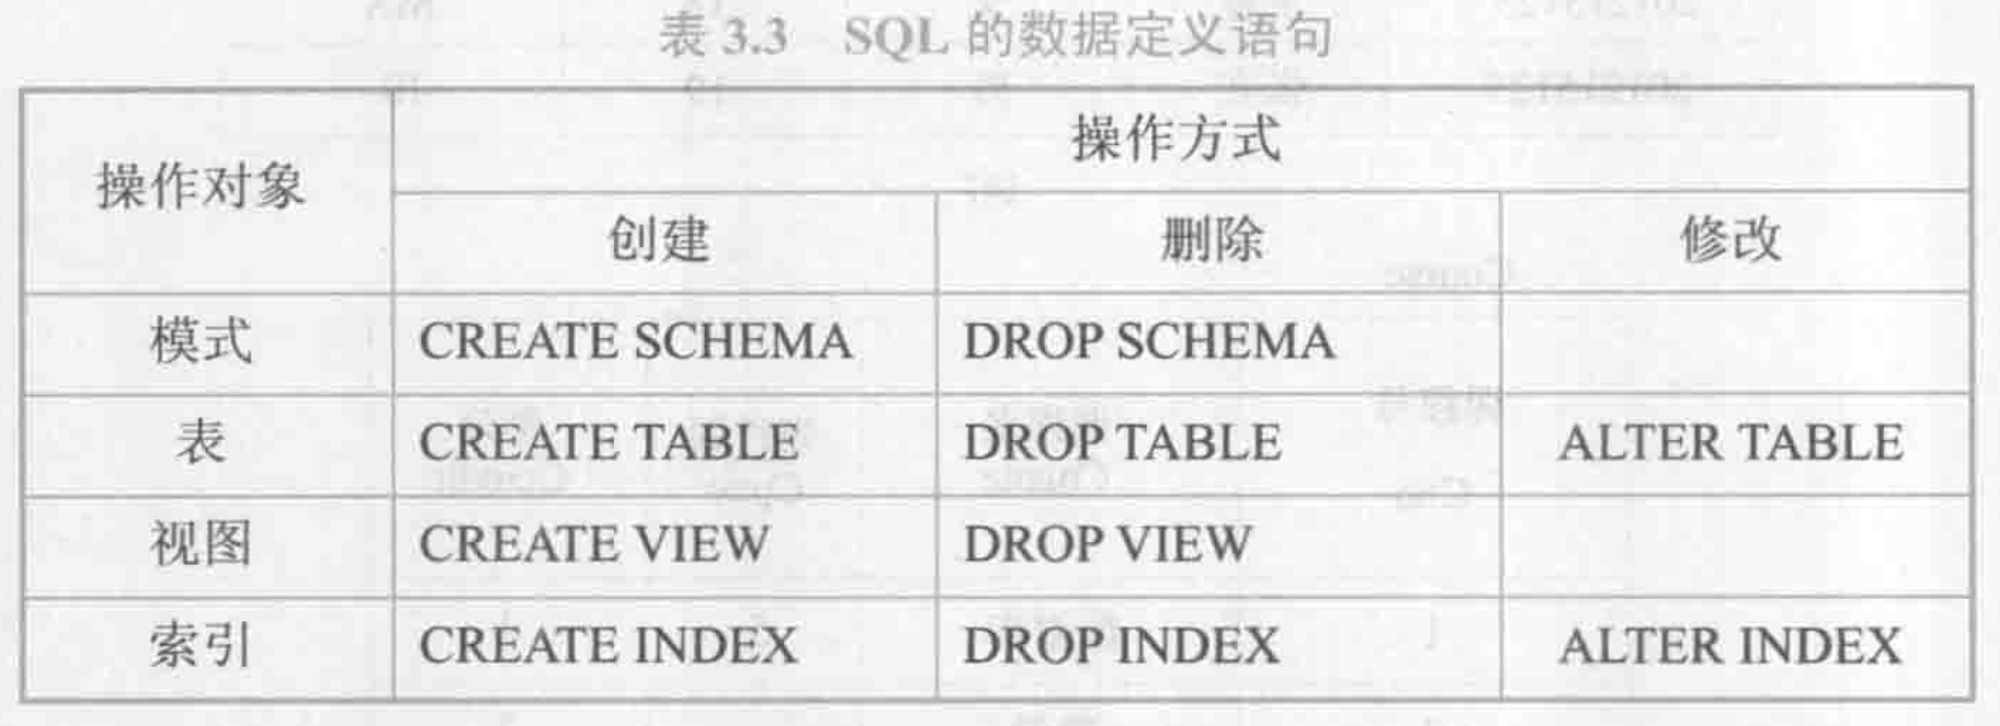 表 3.3 SQL 的数据定义语句
操作对象 操作方式
创建 删除 修改
模式 CREATE SCHEMA DROP SCHEMA
表 CREATE TABLE DROP TABLE ALTER TABLE
视图 CREATE VIEW DROP VIEW
索引 CREATE INDEX DROP INDEX ALTER INDEX